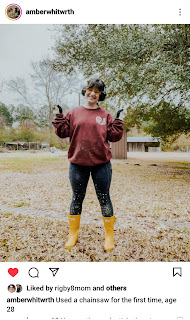 amberwhitwrth
Liked by rigby8mom and others
amberwhitwrth Used a chainsaw for the first time, age
28